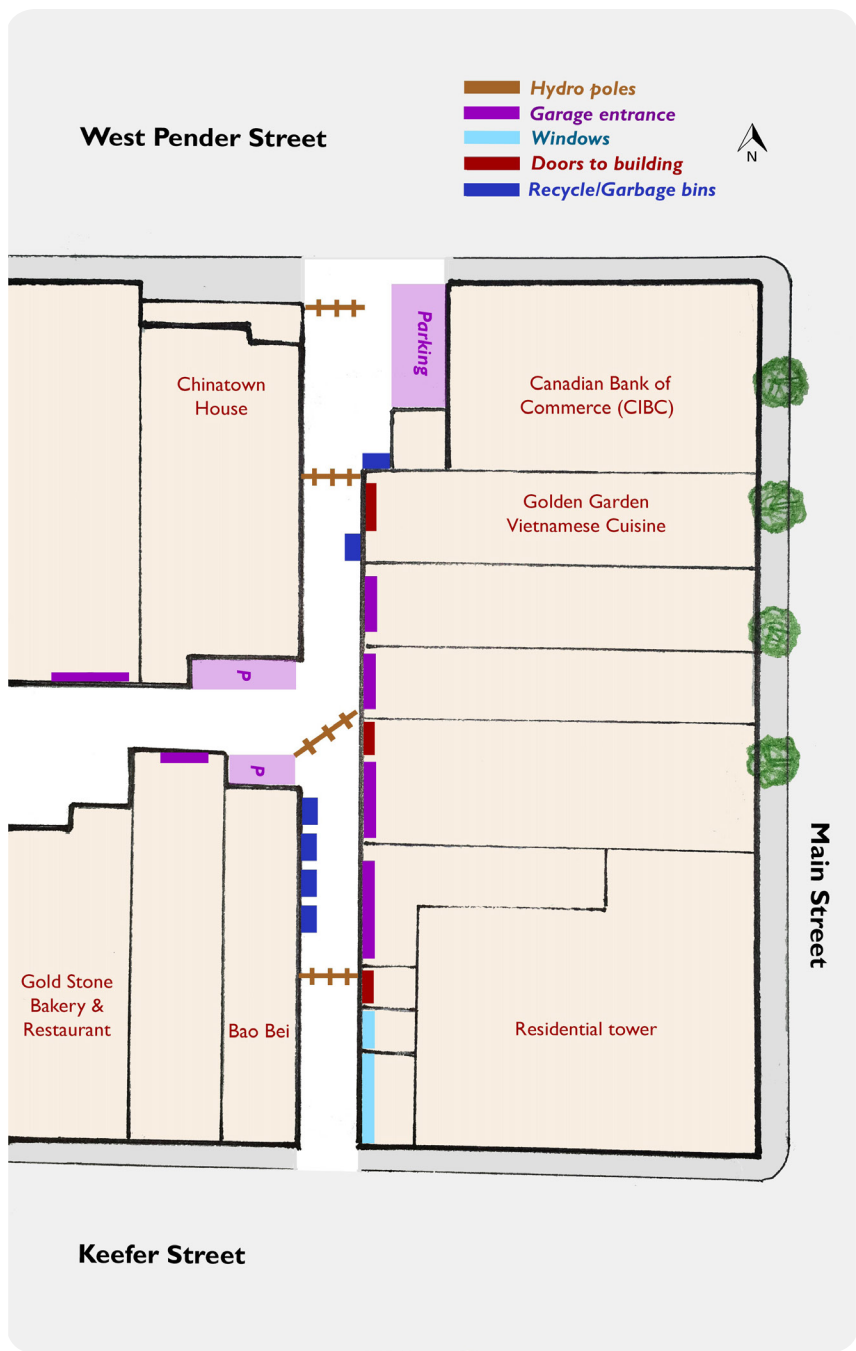 Hydro poles
Garage entrance
Windows
Doors to building
Recycle/Garbage bins
West Pender Street
N
Parking
Chinatown
House
Canadian Bank of
Commerce (CIBC)
Golden Garden
Vietnamese Cuisine
P
P
Main Street
Gold Stone
Bakery &
Restaurant
Bao Bei
Residential tower
Keefer Street